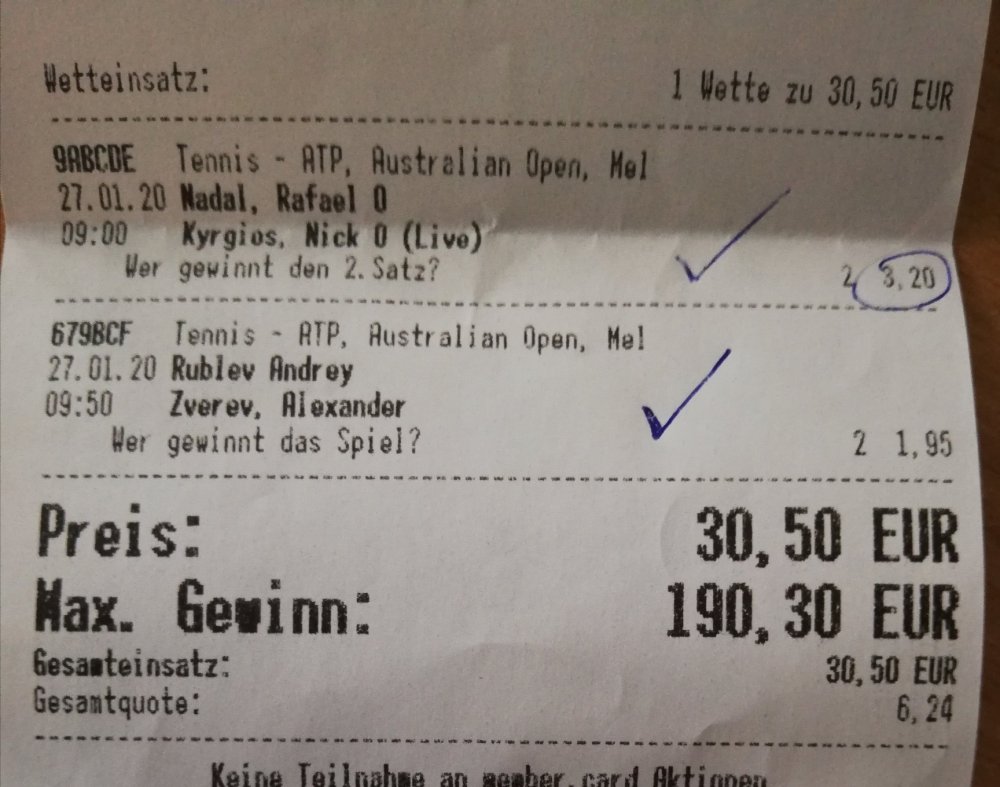 Wetteinsatz: 1 Wette zu 30,50 EUR
9ABCDE Tennis - ATP, Australian Open, Mel
27.01.20 Nadal, Rafael 0
09:00 Kyrgios, Nick 0 (Live)
Wer gewinnt den 2.Satz? 2 3,20
679BCF Tennis - ATP, Australian Open, Mel
27.01.20 Rublev Andrey
09:50 Zverev, Alexander
Wer gewinnt das Spiel? 2 1,95
Preis: 30,50 EUR
Max. Gewinn: 190,30 EUR
Gesamteinsatz: 30,50 EUR
Gesamtquote: 6,24
Keine Teilnahme an member.card Aktionen